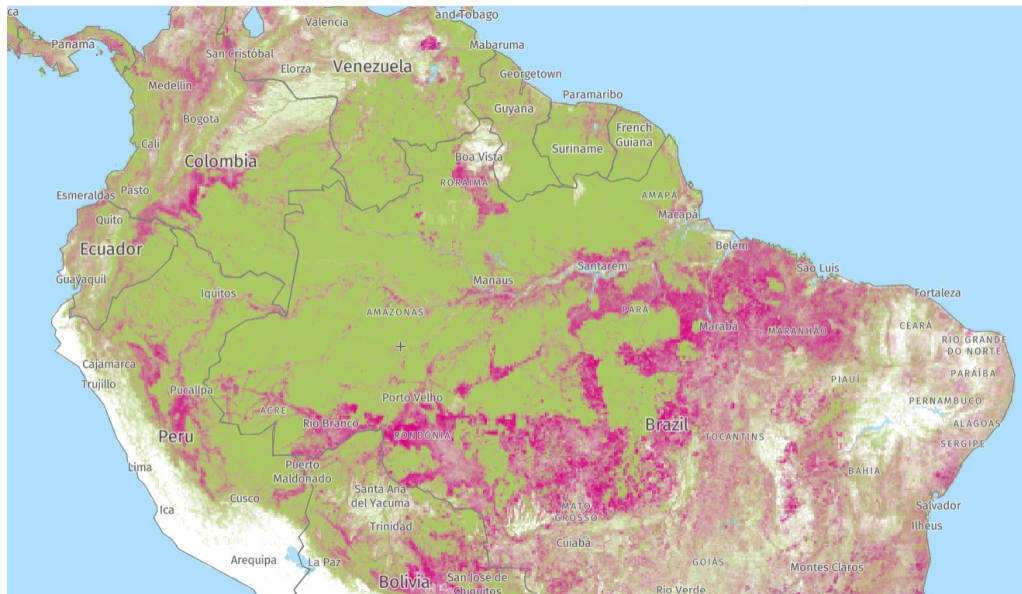 ca
and Tobago
Valencia
Panama
Mabaruma
San Cristóbal
Elorza
Venezuela
Georgetown
Medellin
Paramaribo
Guyana
Bogota
French
Guiana
Cali
Suriname
Boa Vista
Colombia
RORAIMA
Esmeraldas
Pasto
AMAPÁ
Macapá
Quito
Ecuador
Belém
Santarém
São Luis
Guayaquil
Manaus
Iquitos
Fortaleza
AMAZONAS
PARÁ
Marabá
MARANHÃO
CEARÁ
RIO GRANDE
DO NORTE
Cajamarca
Trujillo
PARAÍBA
PIAUÍ
Pucallpa
Porto Velho
PERNAMBUCO
ACRE
Rio Branco
Brazil
ALAGOAS
Peru
RONDÔNIA
TOCANTINS
SERGIPE
Lima
Puerto
Maldonado
BAHIA
Santa Ana
del Yacuma
Cusco
Ica
MATO
GROSSO
Salvador
Trinidad
Ilheus
Cuiabá
Arequipa
La Paz
GOIÁS
Montes Claros
Bolivia
San José de
Chiquitos
Rio Verde